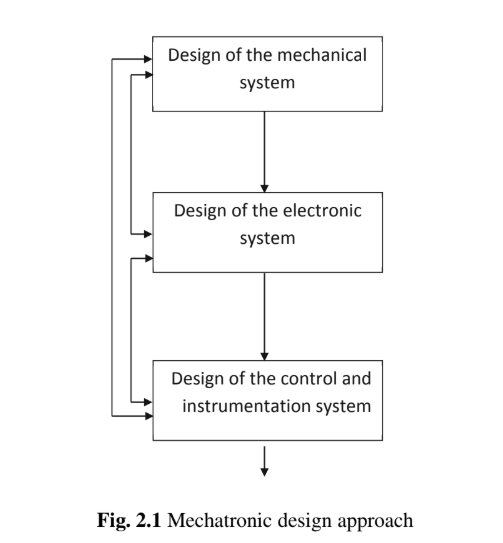 Design of the mechanical
system
Design of the electronic
system
Design of the control and
instrumentation system
Fig. 2.1 Mechatronic design approach